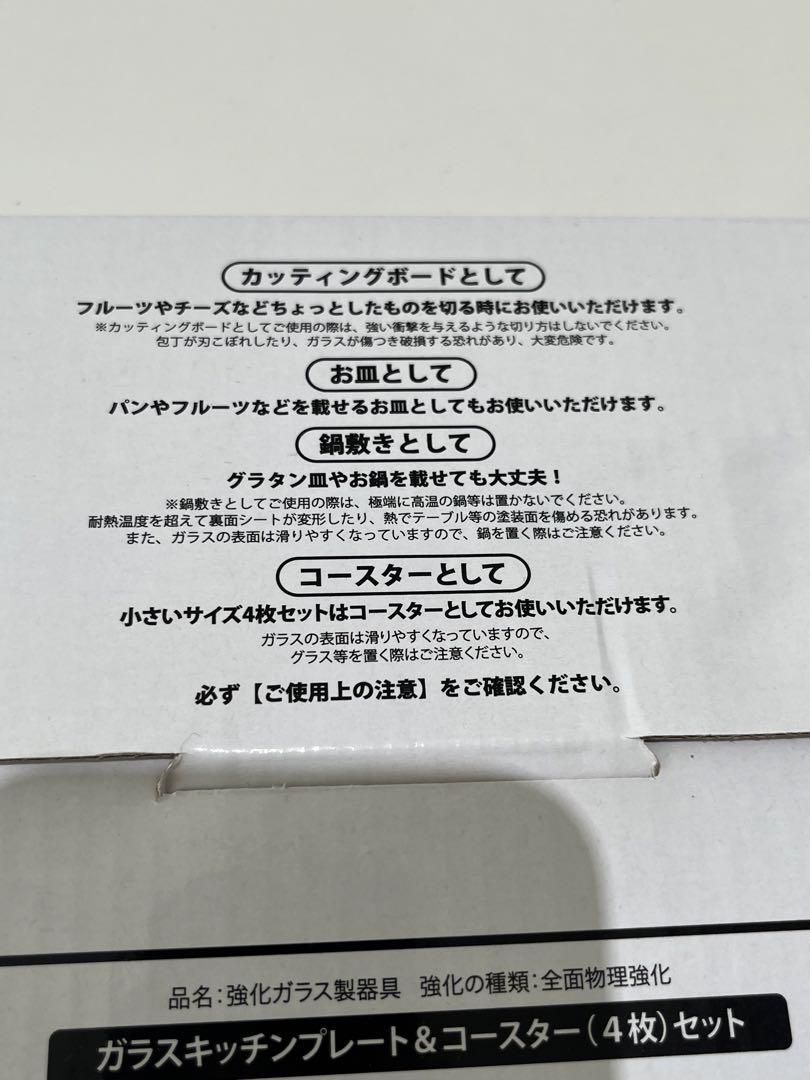 カッティングボードとして
フルーツやチーズなどちょっとしたものを切る時にお使いいただけます。
※カッティングボードとしてご使用の際は、強い衝撃を与えるような切り方はしないでください。
包丁が刃こぼれしたり、ガラスが傷つき破損する恐れがあり、大変危険です。
お皿として
パンやフルーツなどを載せるお皿としてもお使いいただけます。
鍋敷きとして
グラタン皿やお鍋を載せても大丈夫！
※鍋敷きとしてご使用の際は、極端に高温の鍋等は置かないでください。
耐熱温度を超えて裏面シートが変形したり、熱でテーブル等の塗装面を傷める恐れがあります。
また、ガラスの表面は滑りやすくなっていますので、鍋を置く際はご注意ください。
コースターとして
小さいサイズ4枚セットはコースターとしてお使いいただけます。
ガラスの表面は滑りやすくなっていますので、
グラス等を置く際はご注意ください。
必ず【ご使用上の注意】をご確認ください。
品名：強化ガラス製器具　強化の種類：全面物理強化
ガラスキッチンプレート＆コースター（４枚）セット